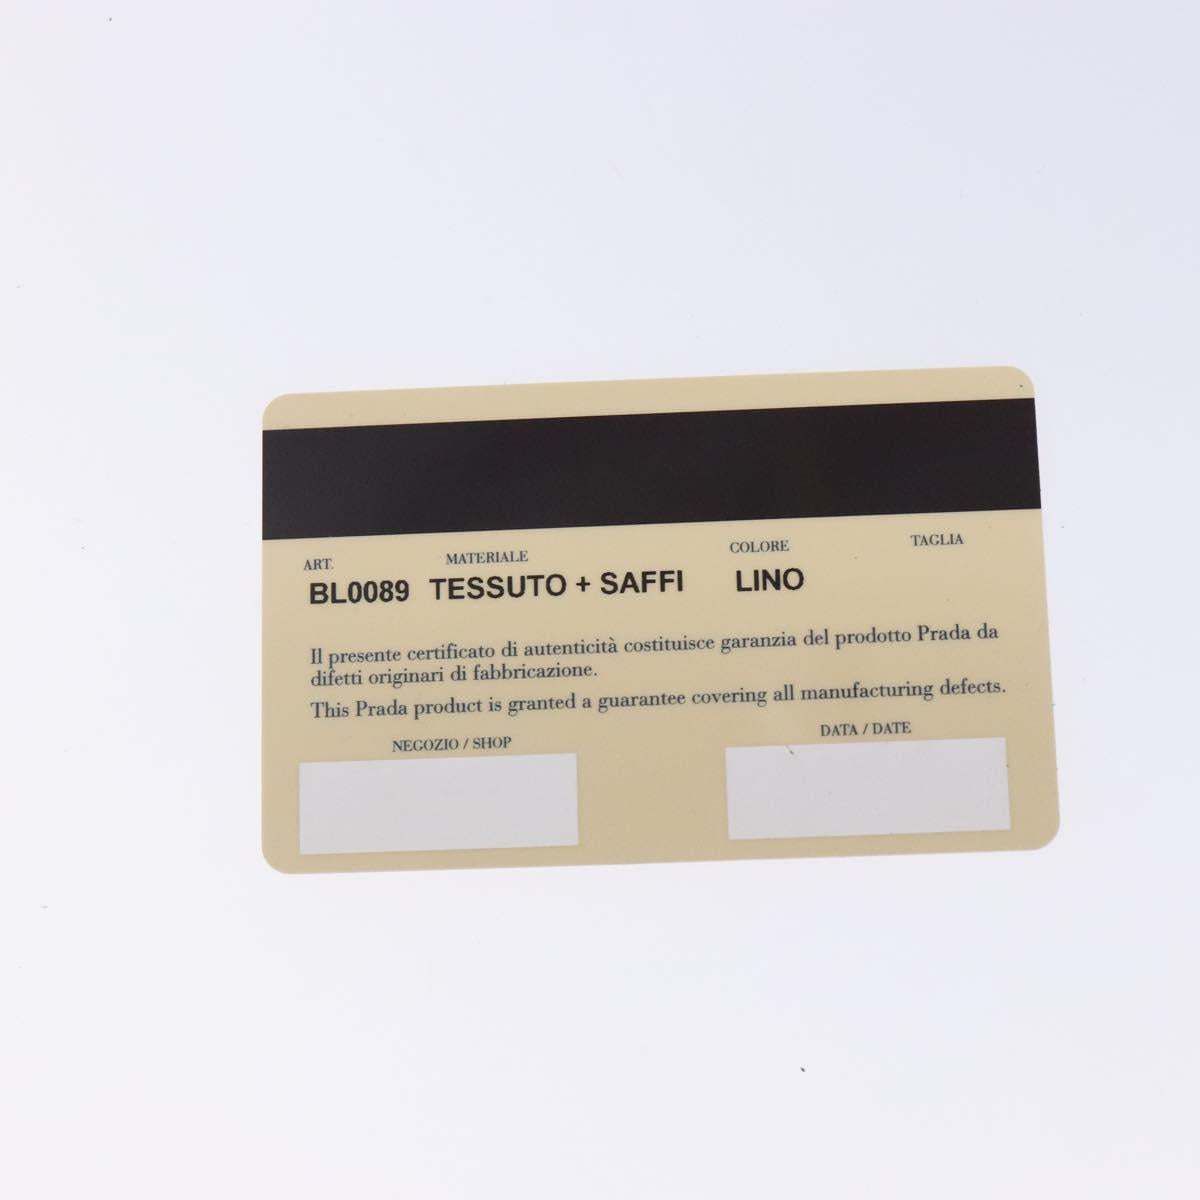 ART. MATERIALE COLORE TAGLIA
BL0089 TESSUTO + SAFFI LINO
Il presente certificato di autenticità costituisce garanzia del prodotto Prada da
difetti originari di fabbricazione.
This Prada product is granted a guarantee covering all manufacturing defects.
NEGOZIO / SHOP DATA / DATE